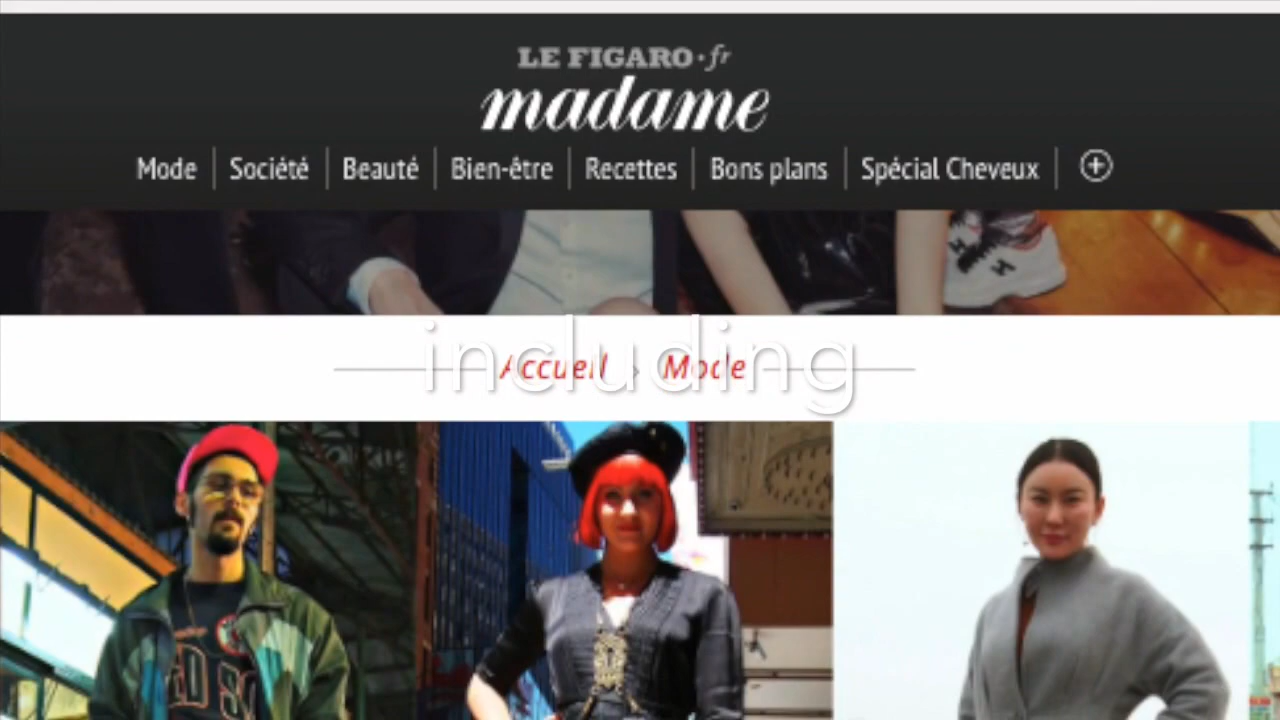 LE FIGARO·fr
madame
Mode
Société
Beauté
Bien-être
Recettes
Bons plans
Spécial Cheveux
including
Accueil > Mode